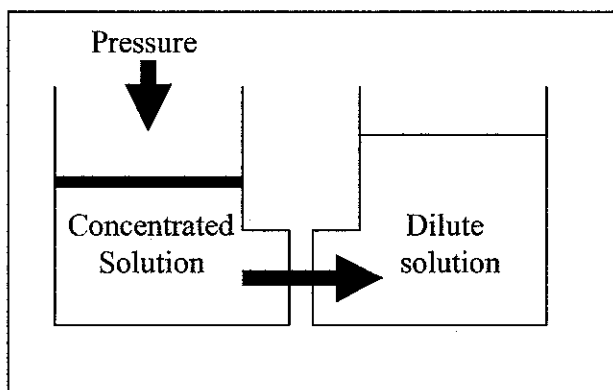 Pressure
Concentrated
Solution
Dilute
solution